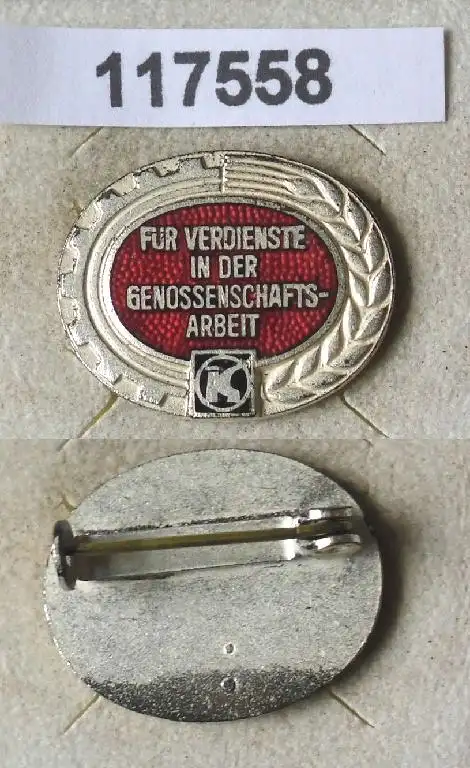 117558
FÜR VERDIENSTE
IN DER
GENOSSENSCHAFTS-
ARBEIT
K